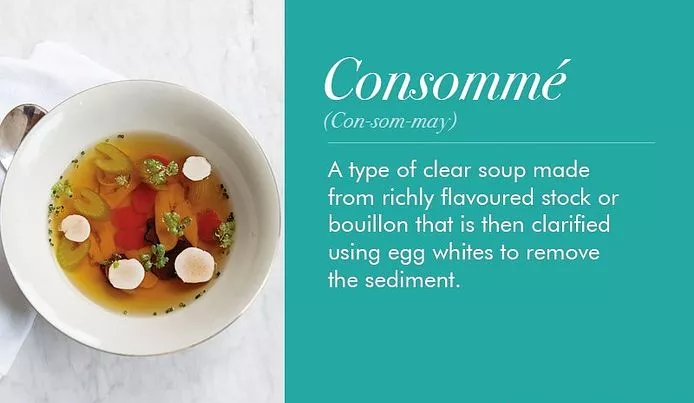 Consommé
(Con-som-may)
A type of clear soup made
from richly flavoured stock or
bouillon that is then clarified
using egg whites to remove
the sediment.